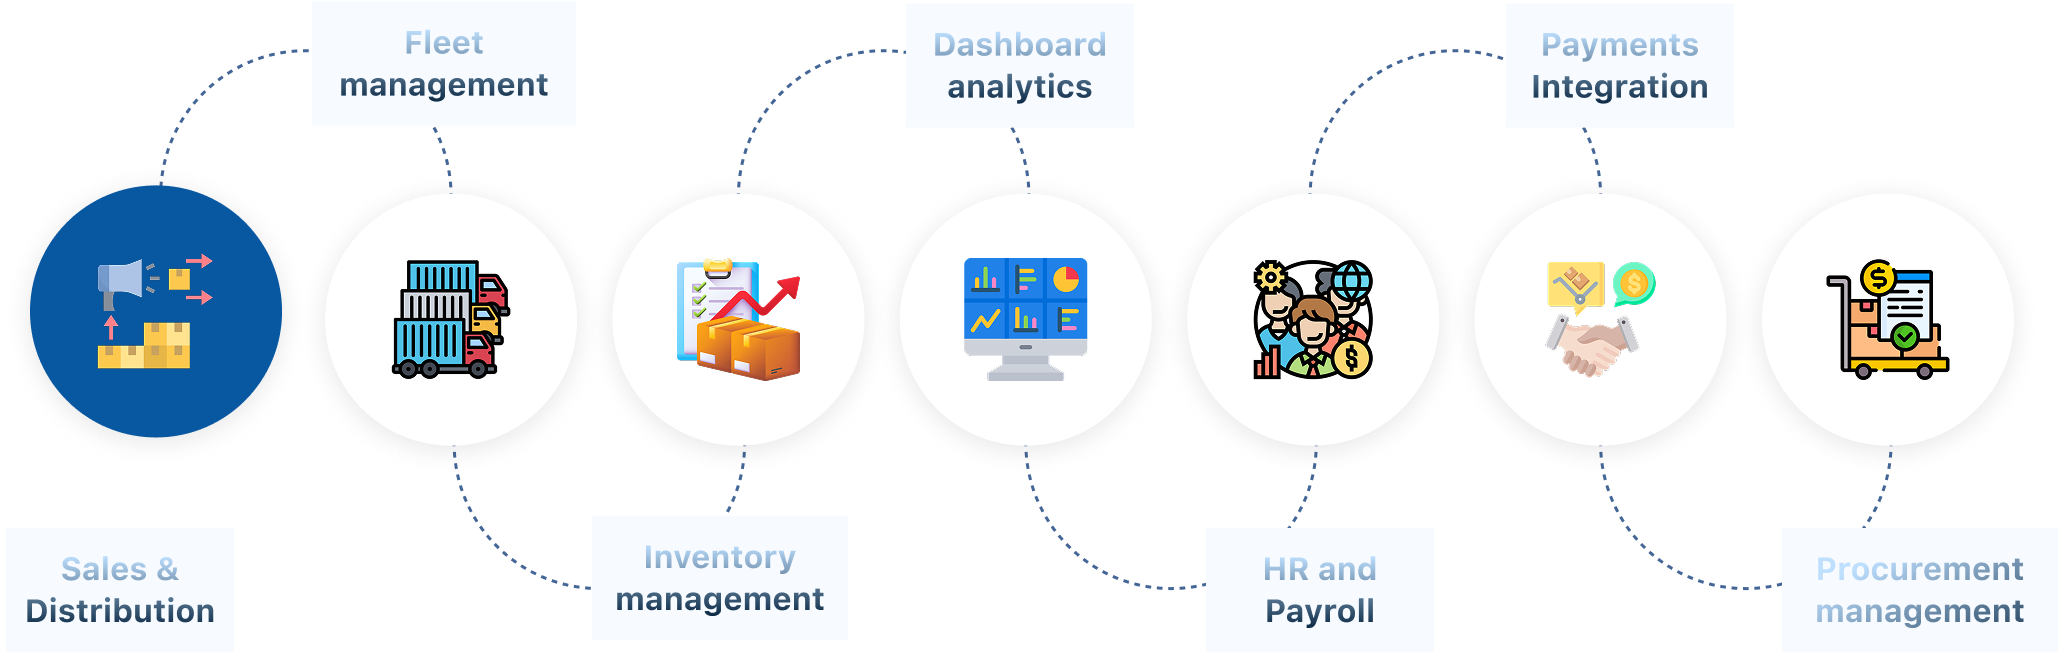 Fleet
management
Dashboard
analytics
Payments
Integration
Sales &
Distribution
Inventory
management
HR and
Payroll
Procurement
management